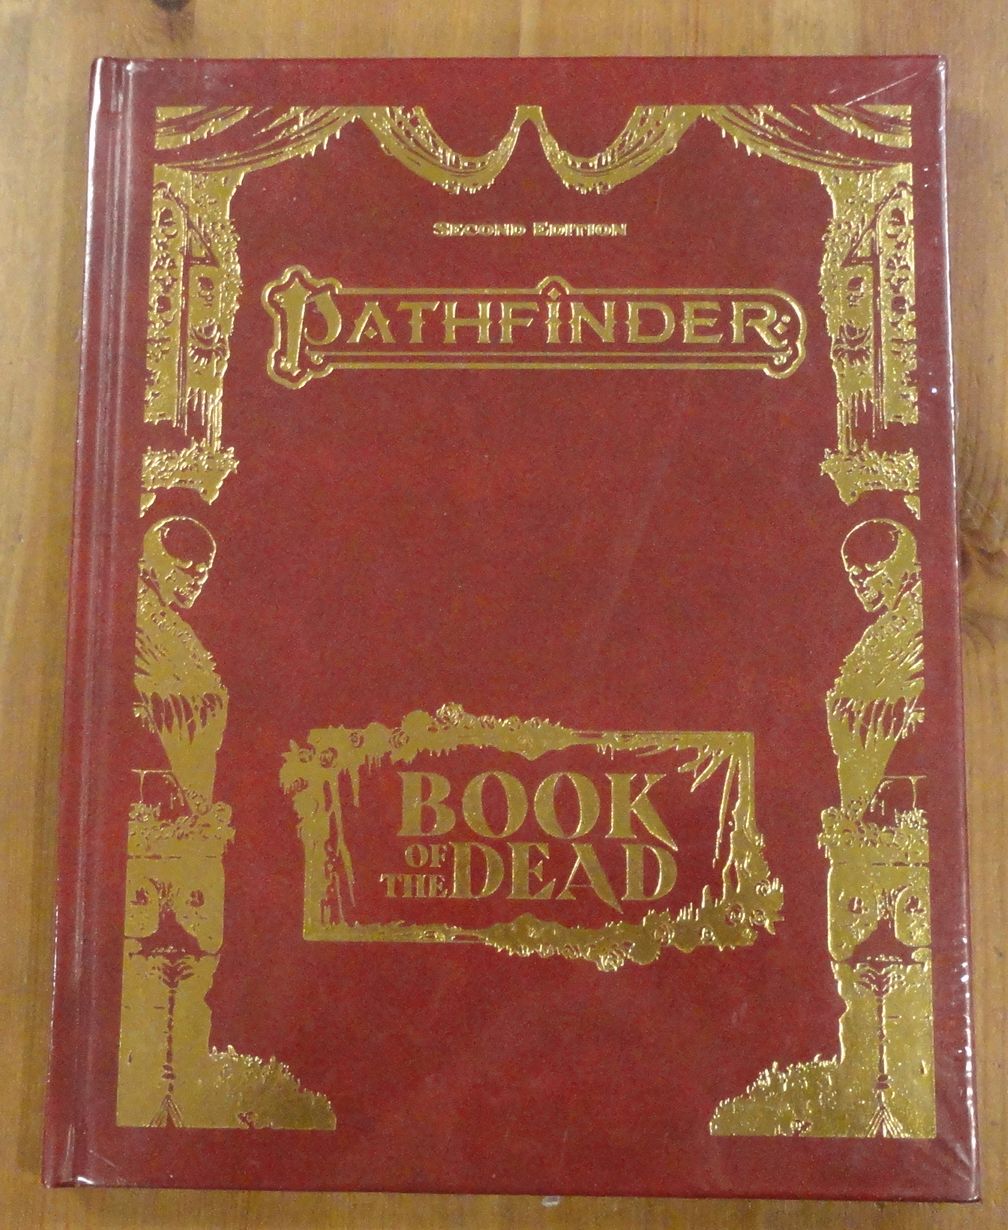 Second Edition
Pathfinder
BOOK
OF
THE DEAD